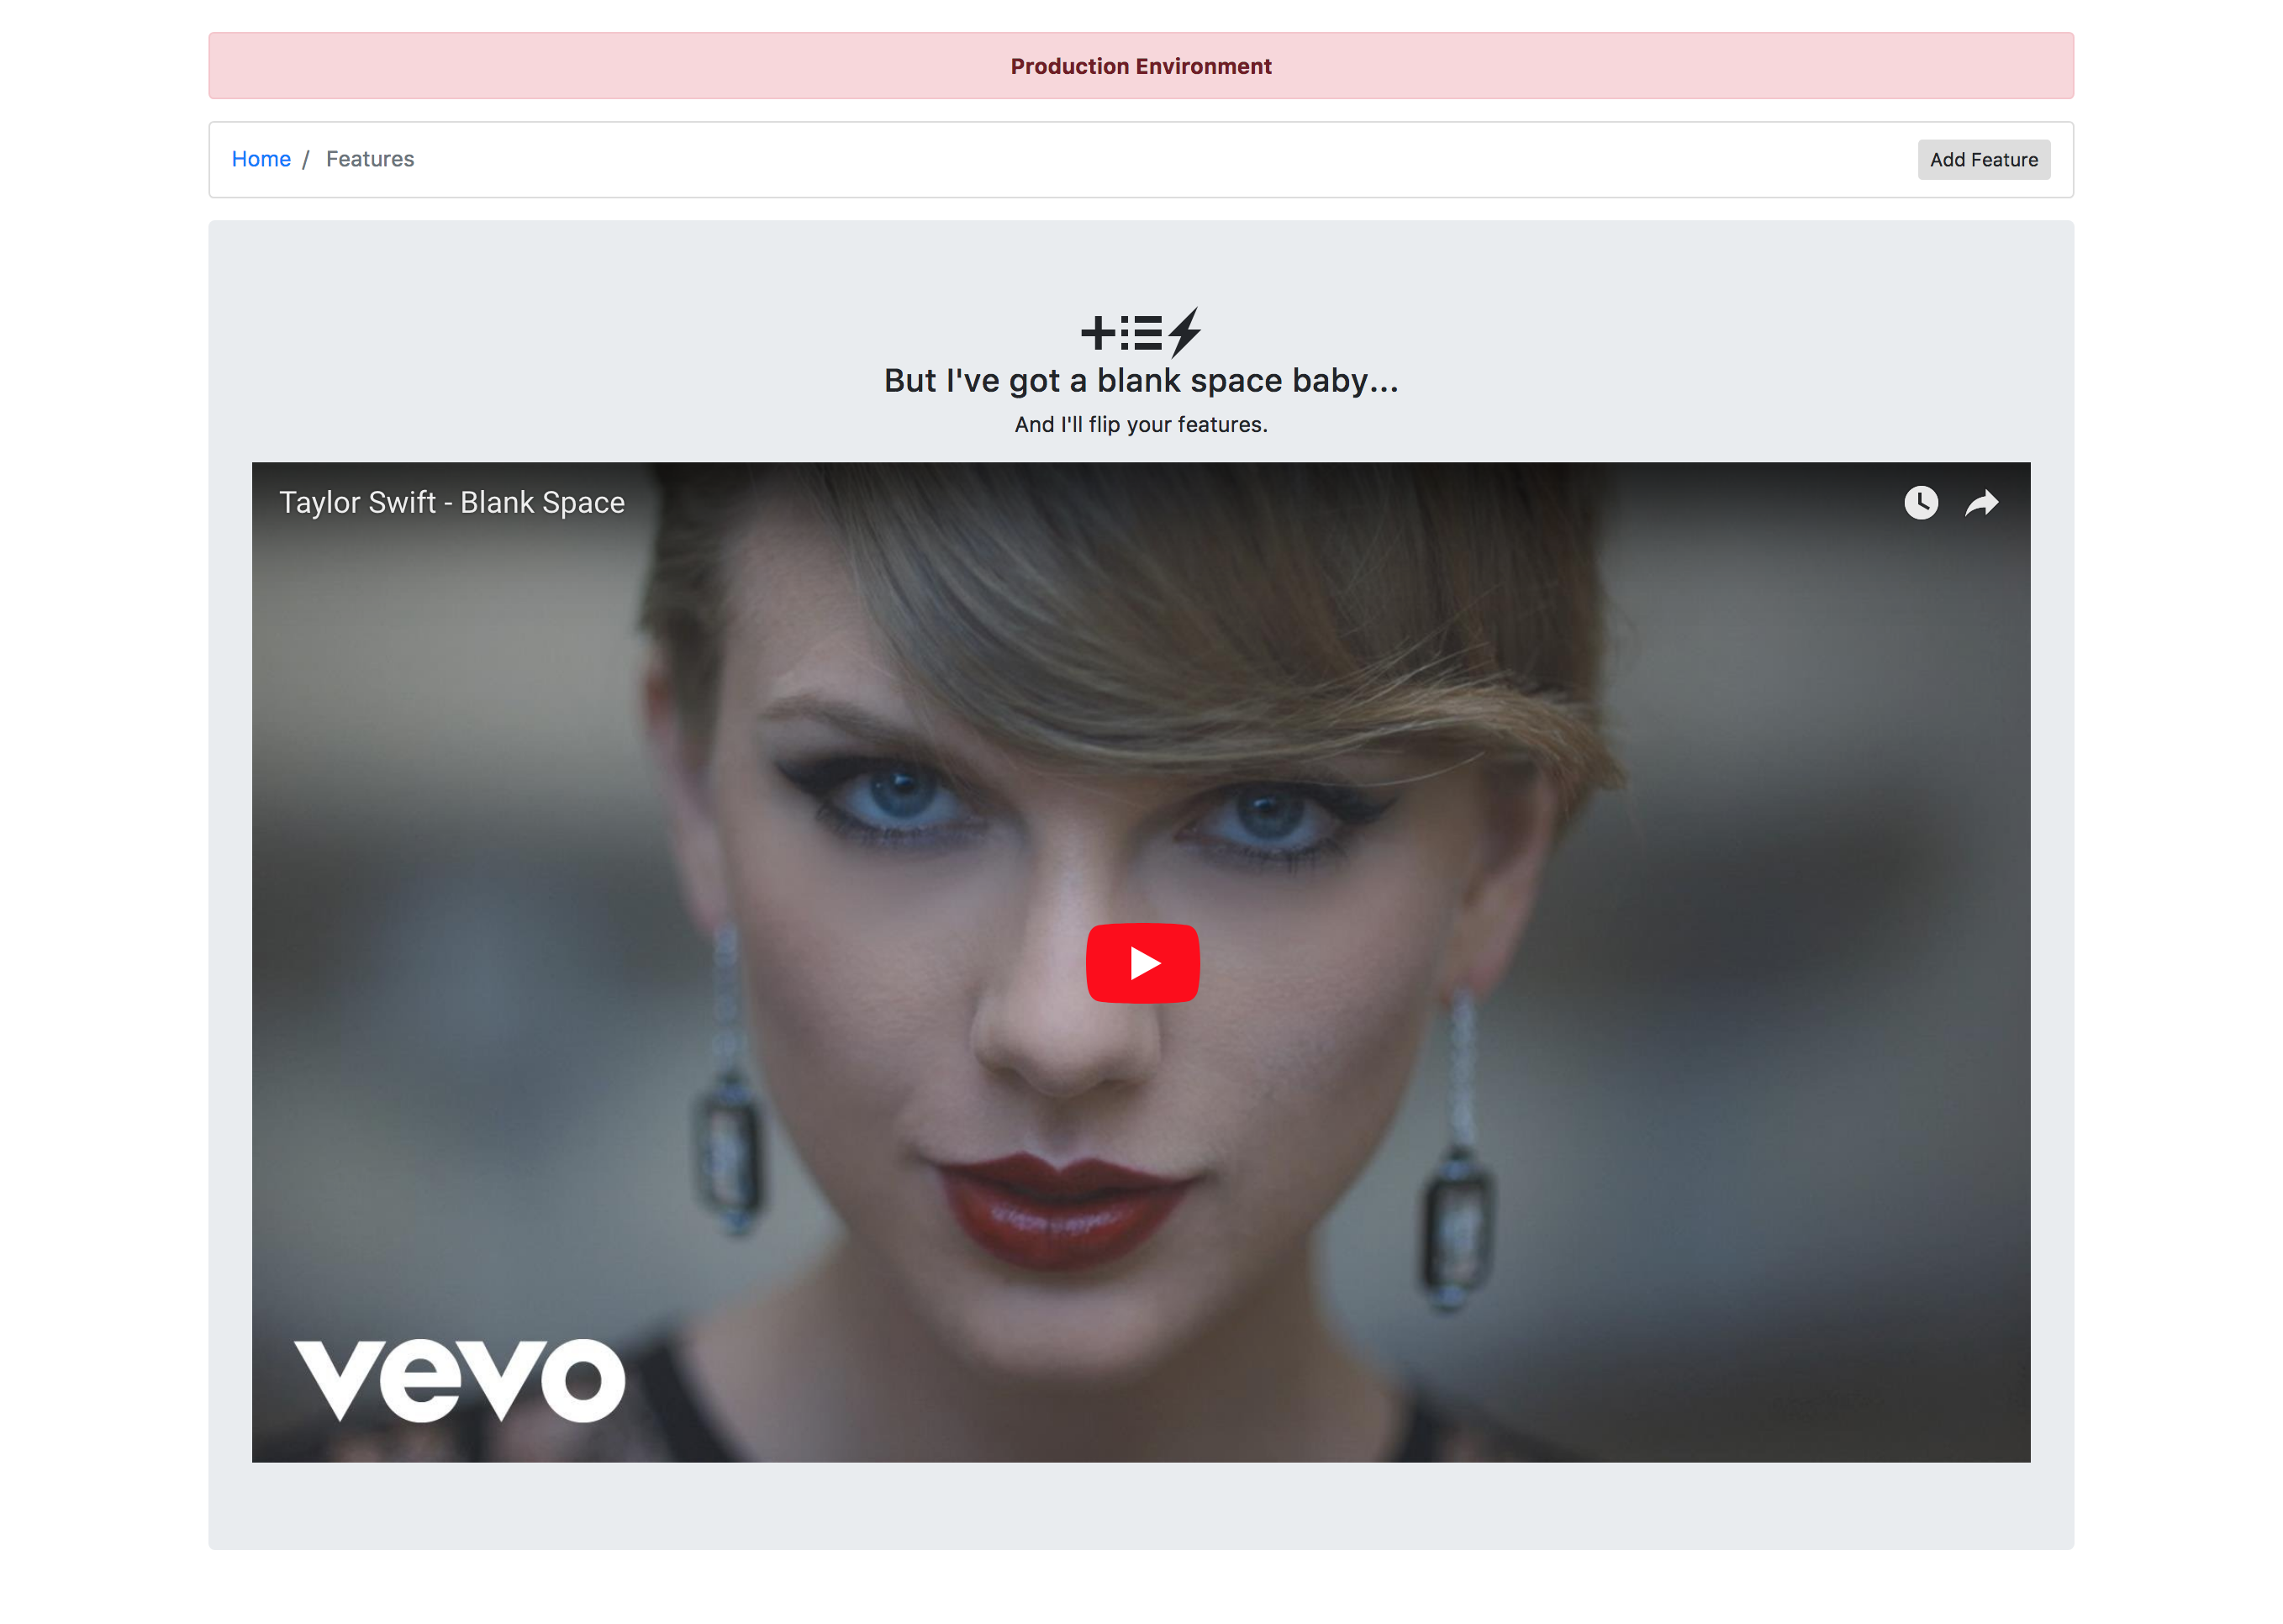 Production Environment
Home / Features
Add Feature
But I've got a blank space baby...
And I'll flip your features.
Taylor Swift - Blank Space
vevo